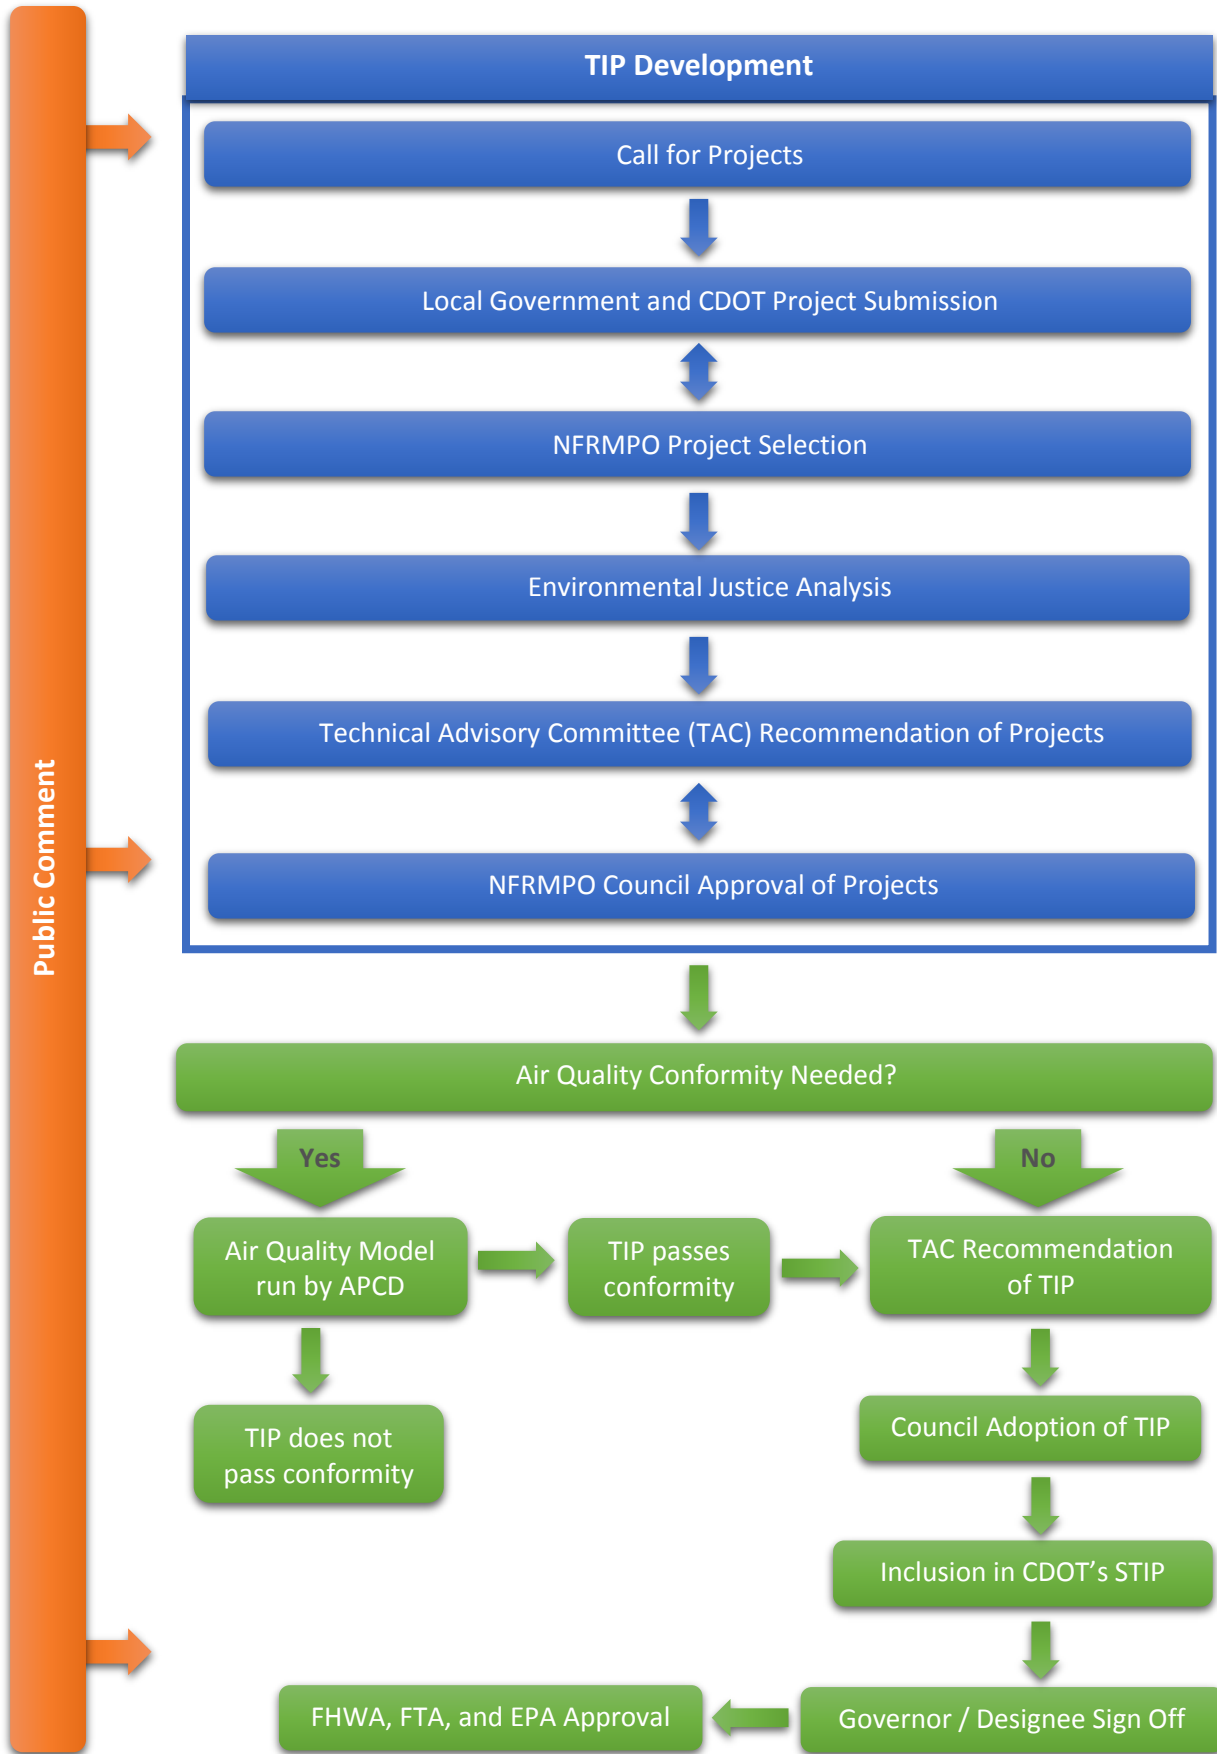 Public Comment
TIP Development
Call for Projects
Local Government and CDOT Project Submission
NFRMPO Project Selection
Environmental Justice Analysis
Technical Advisory Committee (TAC) Recommendation of Projects
NFRMPO Council Approval of Projects
Air Quality Conformity Needed?
Yes
No
Air Quality Model
run by APCD
TIP passes
conformity
TAC Recommendation
of TIP
TIP does not
pass conformity
Council Adoption of TIP
Inclusion in CDOT’s STIP
Governor / Designee Sign Off
FHWA, FTA, and EPA Approval